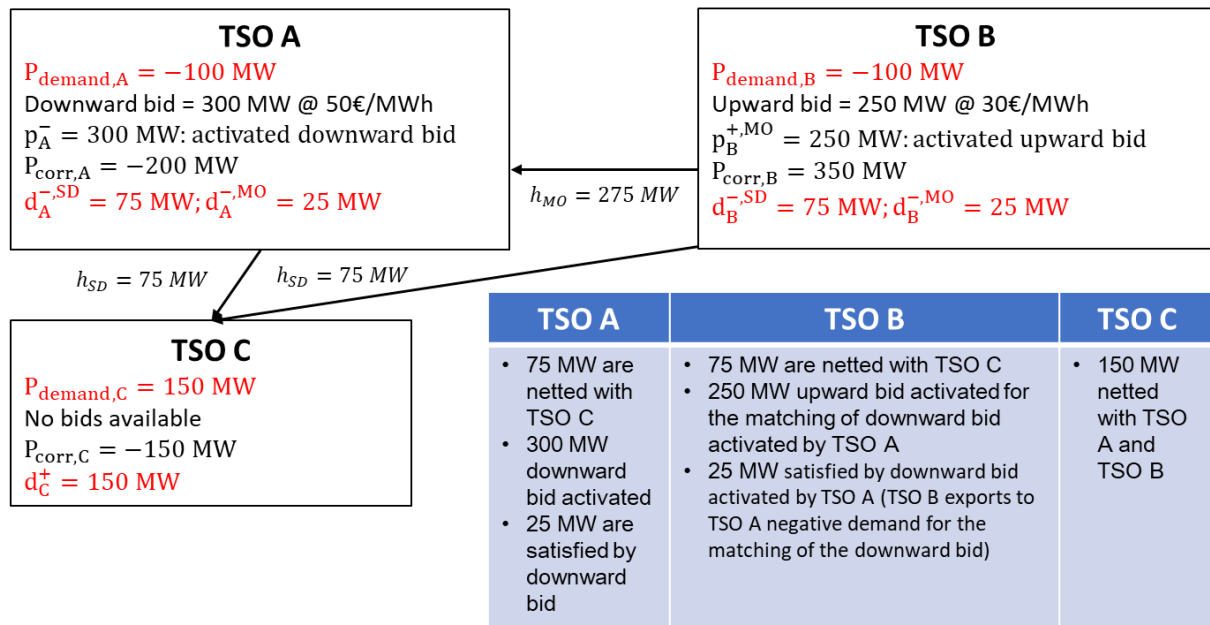 TSO A
P_demand,A = −100 MW
Downward bid = 300 MW @ 50€/MWh
p_A^− = 300 MW: activated downward bid
P_corr,A = −200 MW
d_A^−,SD = 75 MW; d_A^−,MO = 25 MW
TSO B
P_demand,B = −100 MW
Upward bid = 250 MW @ 30€/MWh
p_B^+,MO = 250 MW: activated upward bid
P_corr,B = 350 MW
d_B^−,SD = 75 MW; d_B^−,MO = 25 MW
h_MO = 275 MW
h_SD = 75 MW
h_SD = 75 MW
TSO C
P_demand,C = 150 MW
No bids available
P_corr,C = −150 MW
d_C^+ = 150 MW
TSO A
• 75 MW are
netted with
TSO C
• 300 MW
downward
bid activated
• 25 MW are
satisfied by
downward
bid
TSO B
• 75 MW are netted with TSO C
• 250 MW upward bid activated for
the matching of downward bid
activated by TSO A
• 25 MW satisfied by downward bid
activated by TSO A (TSO B exports to
TSO A negative demand for the
matching of the downward bid)
TSO C
• 150 MW
netted
with TSO
A and
TSO B